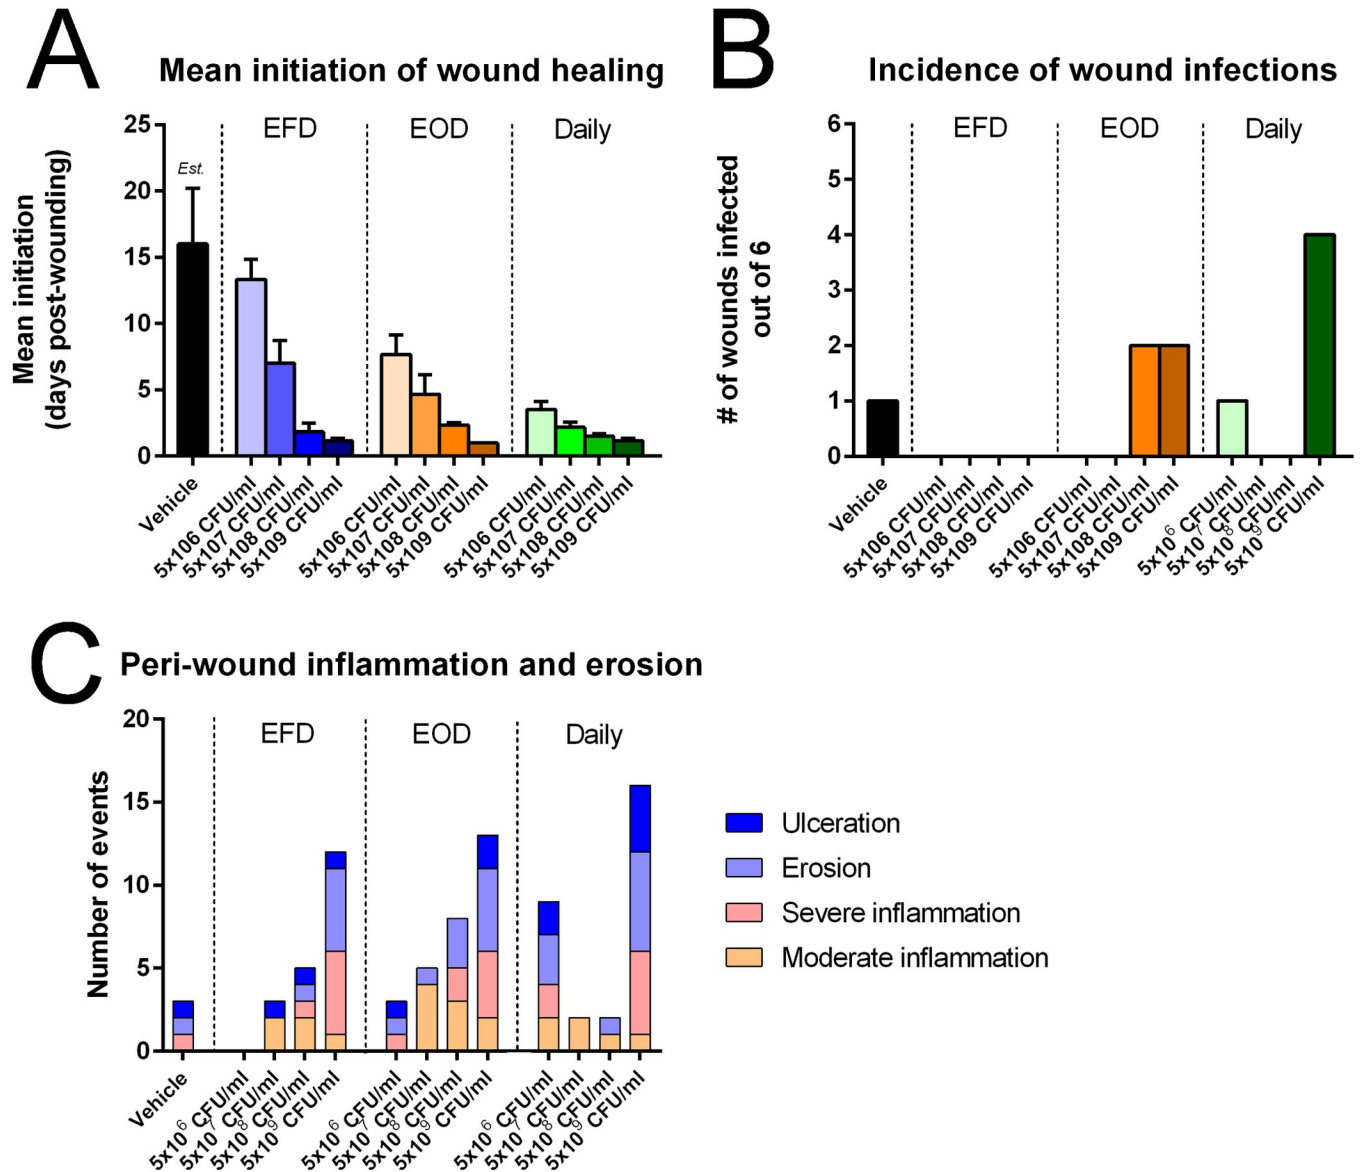 A
Mean initiation of wound healing
Mean initiation
(days post-wounding)
25
20
15
10
5
0
Est.
EFD
EOD
Daily
Vehicle
5x106 CFU/ml
5x107 CFU/ml
5x108 CFU/ml
5x109 CFU/ml
5x106 CFU/ml
5x107 CFU/ml
5x108 CFU/ml
5x109 CFU/ml
5x106 CFU/ml
5x107 CFU/ml
5x108 CFU/ml
5x109 CFU/ml
B
Incidence of wound infections
# of wounds infected
out of 6
6
5
4
3
2
1
0
EFD
EOD
Daily
Vehicle
5x106 CFU/ml
5x107 CFU/ml
5x108 CFU/ml
5x109 CFU/ml
5x106 CFU/ml
5x107 CFU/ml
5x108 CFU/ml
5x109 CFU/ml
5x10⁶ CFU/ml
5x10⁷ CFU/ml
5x10⁸ CFU/ml
5x10⁹ CFU/ml
C
Peri-wound inflammation and erosion
Number of events
20
15
10
5
0
EFD
EOD
Daily
Vehicle
5x10⁶ CFU/ml
5x10⁷ CFU/ml
5x10⁸ CFU/ml
5x10⁹ CFU/ml
5x10⁶ CFU/ml
5x10⁷ CFU/ml
5x10⁸ CFU/ml
5x10⁹ CFU/ml
5x10⁶ CFU/ml
5x10⁷ CFU/ml
5x10⁸ CFU/ml
5x10⁹ CFU/ml
Ulceration
Erosion
Severe inflammation
Moderate inflammation